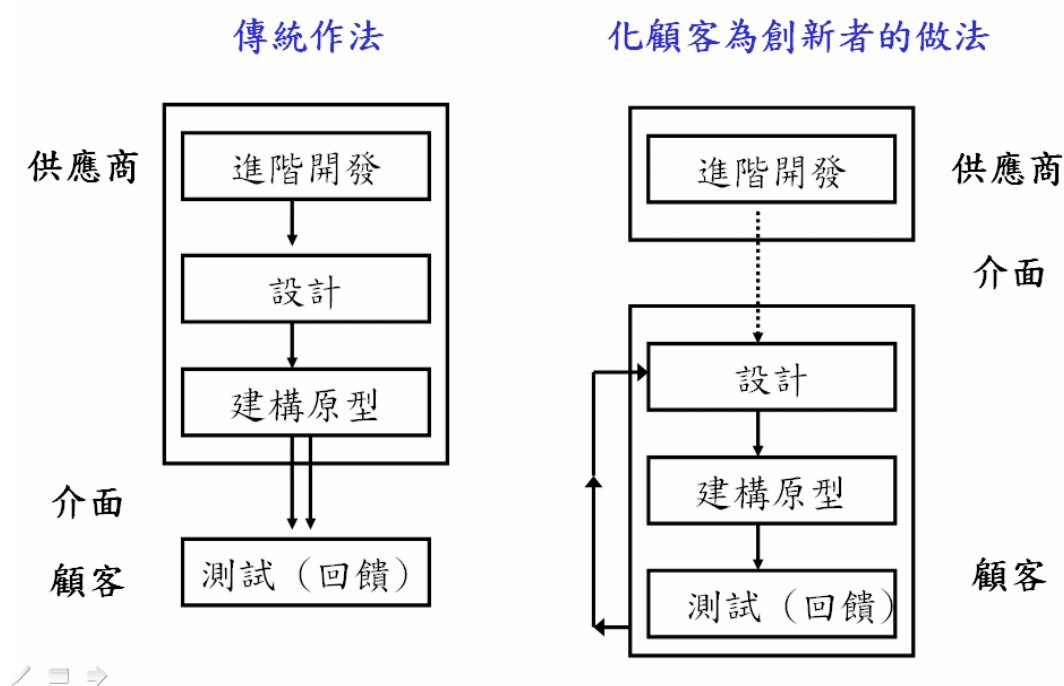 傳統作法
化顧客為創新者的做法
供應商
進階開發
設計
建構原型
介面
顧客
測試（回饋）
進階開發
供應商
介面
設計
建構原型
測試（回饋）
顧客